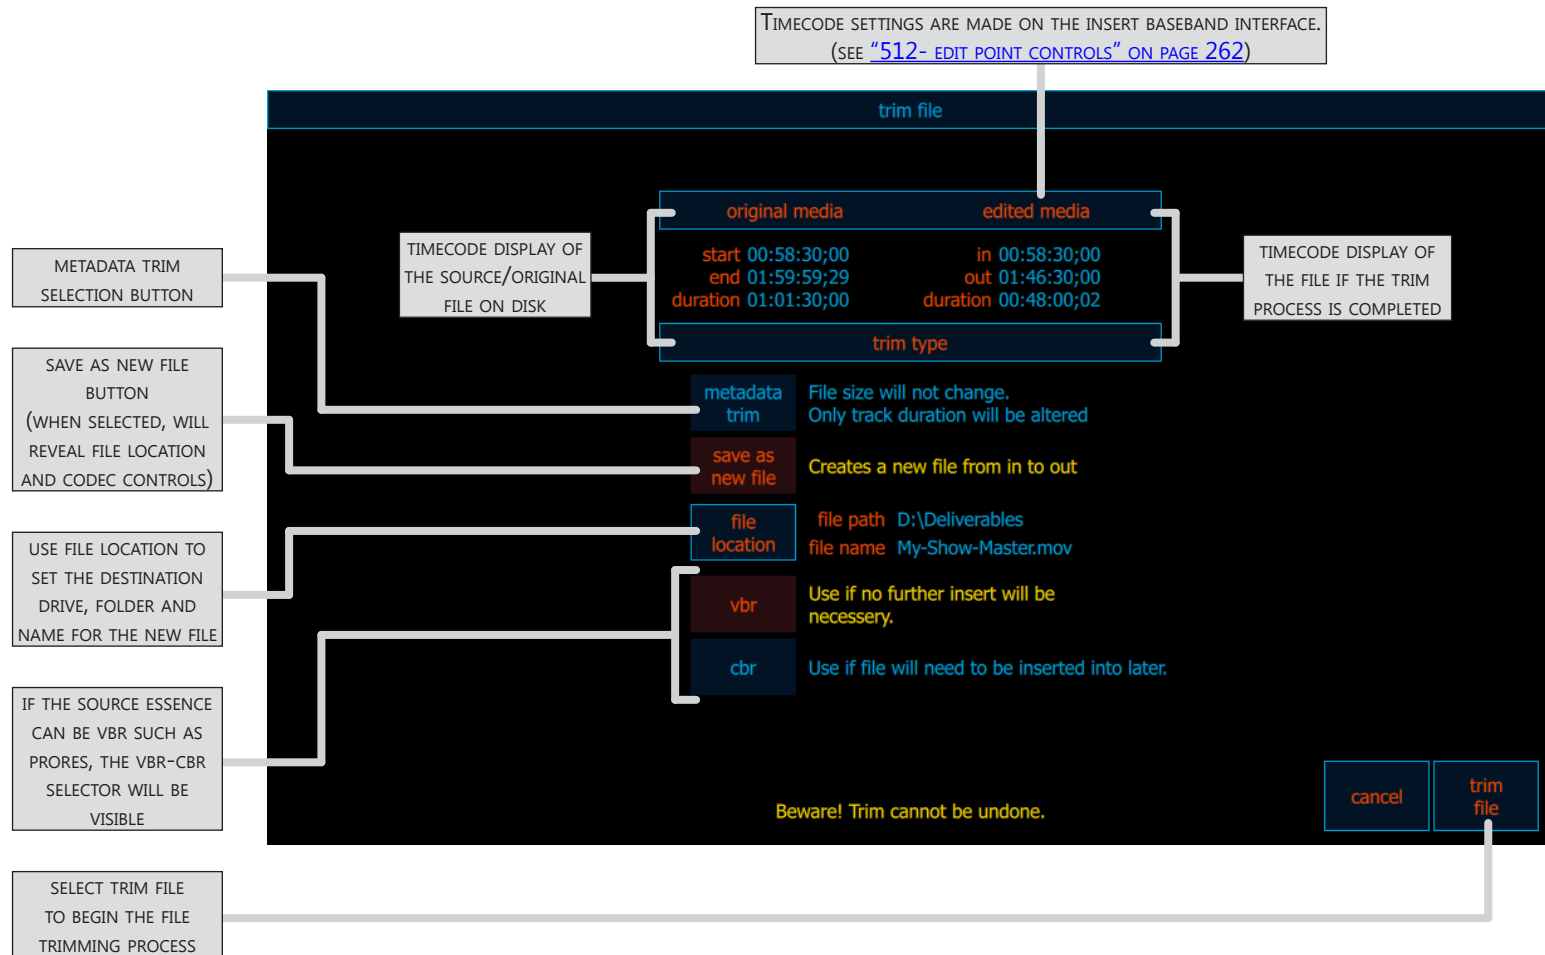 Timecode settings are made on the insert baseband interface.
(see "512- edit point controls" on page 262)
trim file
original media edited media
timecode display of
the source/original
file on disk
start 00:58:30;00 in 00:58:30;00
end 01:59:59;29 out 01:46:30;00
duration 01:01:30;00 duration 00:48:00;02
timecode display of
the file if the trim
process is completed
metadata trim
selection button
trim type
save as new file
button
(when selected, will
reveal file location
and codec controls)
metadata
trim
File size will not change.
Only track duration will be altered
save as
new file
Creates a new file from in to out
file
location
file path D:\Deliverables
file name My-Show-Master.mov
use file location to
set the destination
drive, folder and
name for the new file
vbr
Use if no further insert will be
necessery.
cbr
Use if file will need to be inserted into later.
if the source essence
can be vbr such as
prores, the vbr-cbr
selector will be
visible
Beware! Trim cannot be undone.
cancel
trim
file
select trim file
to begin the file
trimming process